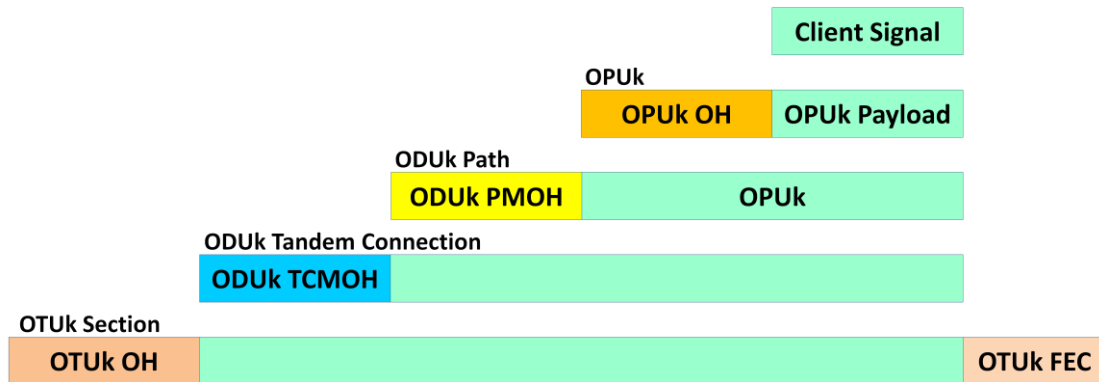 Client Signal
OPUk
OPUk OH
OPUk Payload
ODUk Path
ODUk PMOH
OPUk
ODUk Tandem Connection
ODUk TCMOH
OTUk Section
OTUk OH
OTUk FEC